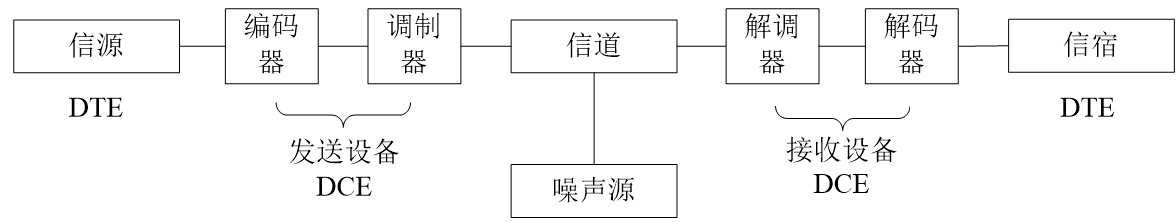 信源
编码
器
调制
器
信道
解调
器
解码
器
信宿
DTE
DTE
发送设备
DCE
接收设备
DCE
噪声源